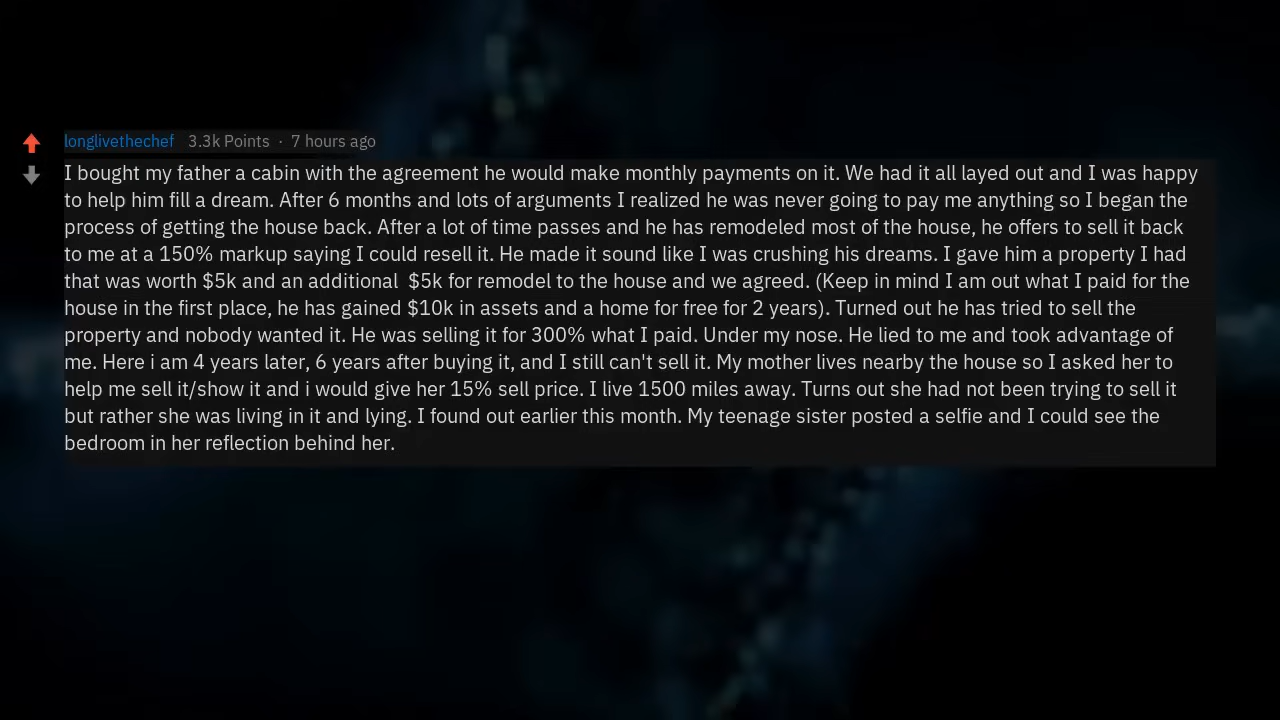 longlivethechef 3.3k Points · 7 hours ago
I bought my father a cabin with the agreement he would make monthly payments on it. We had it all layed out and I was happy
to help him fill a dream. After 6 months and lots of arguments I realized he was never going to pay me anything so I began the
process of getting the house back. After a lot of time passes and he has remodeled most of the house, he offers to sell it back
to me at a 150% markup saying I could resell it. He made it sound like I was crushing his dreams. I gave him a property I had
that was worth $5k and an additional  $5k for remodel to the house and we agreed. (Keep in mind I am out what I paid for the
house in the first place, he has gained $10k in assets and a home for free for 2 years). Turned out he has tried to sell the
property and nobody wanted it. He was selling it for 300% what I paid. Under my nose. He lied to me and took advantage of
me. Here i am 4 years later, 6 years after buying it, and I still can't sell it. My mother lives nearby the house so I asked her to
help me sell it/show it and i would give her 15% sell price. I live 1500 miles away. Turns out she had not been trying to sell it
but rather she was living in it and lying. I found out earlier this month. My teenage sister posted a selfie and I could see the
bedroom in her reflection behind her.